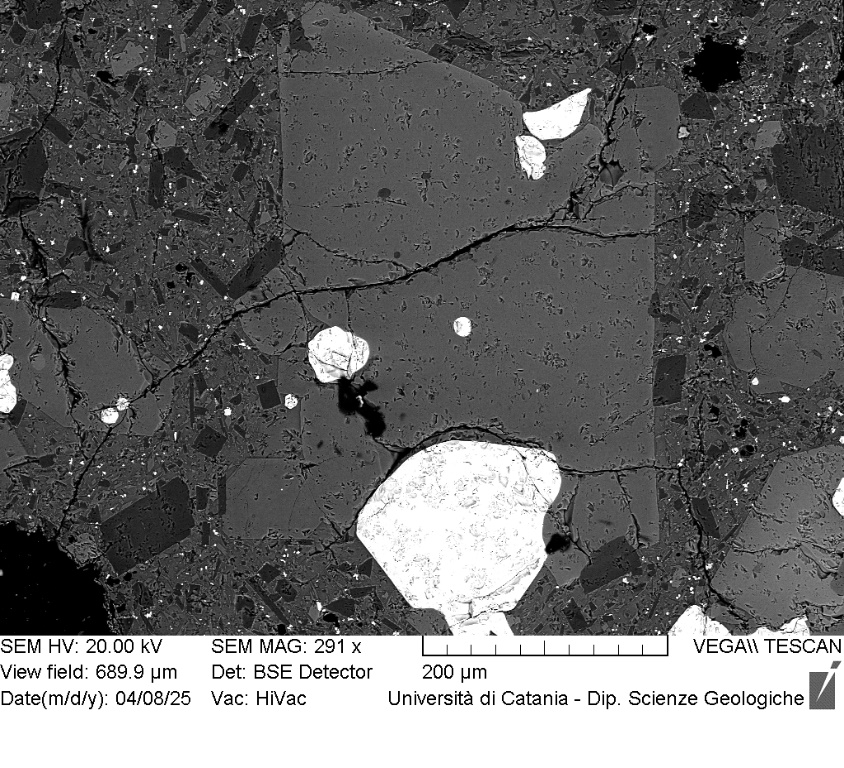 SEM HV: 20.00 kV SEM MAG: 291 x VEGA\\ TESCAN
View field: 689.9 µm Det: BSE Detector 200 µm
Date(m/d/y): 04/08/25 Vac: HiVac Università di Catania - Dip. Scienze Geologiche